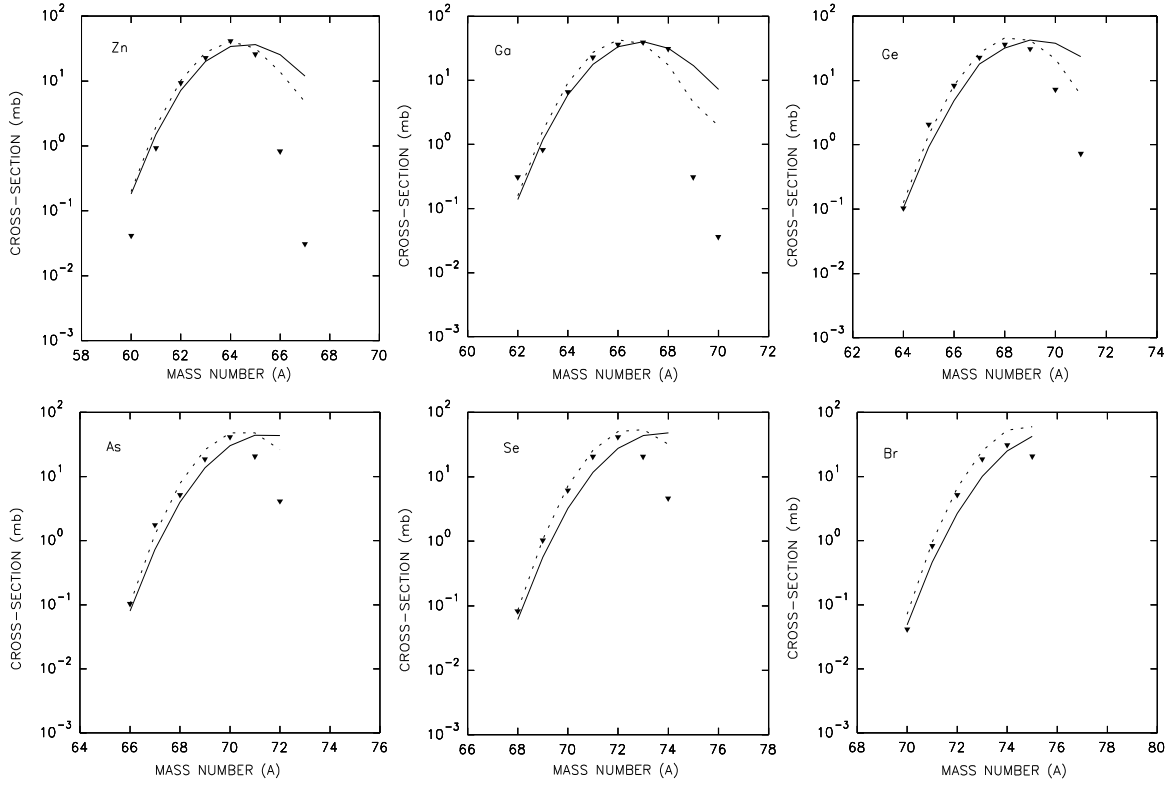 10² 10² 10²
Zn Ga Ge
10¹ 10¹ 10¹
10⁰ 10⁰ 10⁰
10⁻¹ 10⁻¹ 10⁻¹
10⁻² 10⁻² 10⁻²
10⁻³ 10⁻³ 10⁻³
CROSS-SECTION (mb) CROSS-SECTION (mb) CROSS-SECTION (mb)
58 60 62 64 66 68 70 60 62 64 66 68 70 72 62 64 66 68 70 72 74
MASS NUMBER (A) MASS NUMBER (A) MASS NUMBER (A)
10² 10² 10²
As Se Br
10¹ 10¹ 10¹
10⁰ 10⁰ 10⁰
10⁻¹ 10⁻¹ 10⁻¹
10⁻² 10⁻² 10⁻²
10⁻³ 10⁻³ 10⁻³
CROSS-SECTION (mb) CROSS-SECTION (mb) CROSS-SECTION (mb)
64 66 68 70 72 74 76 66 68 70 72 74 76 78 68 70 72 74 76 78 80
MASS NUMBER (A) MASS NUMBER (A) MASS NUMBER (A)